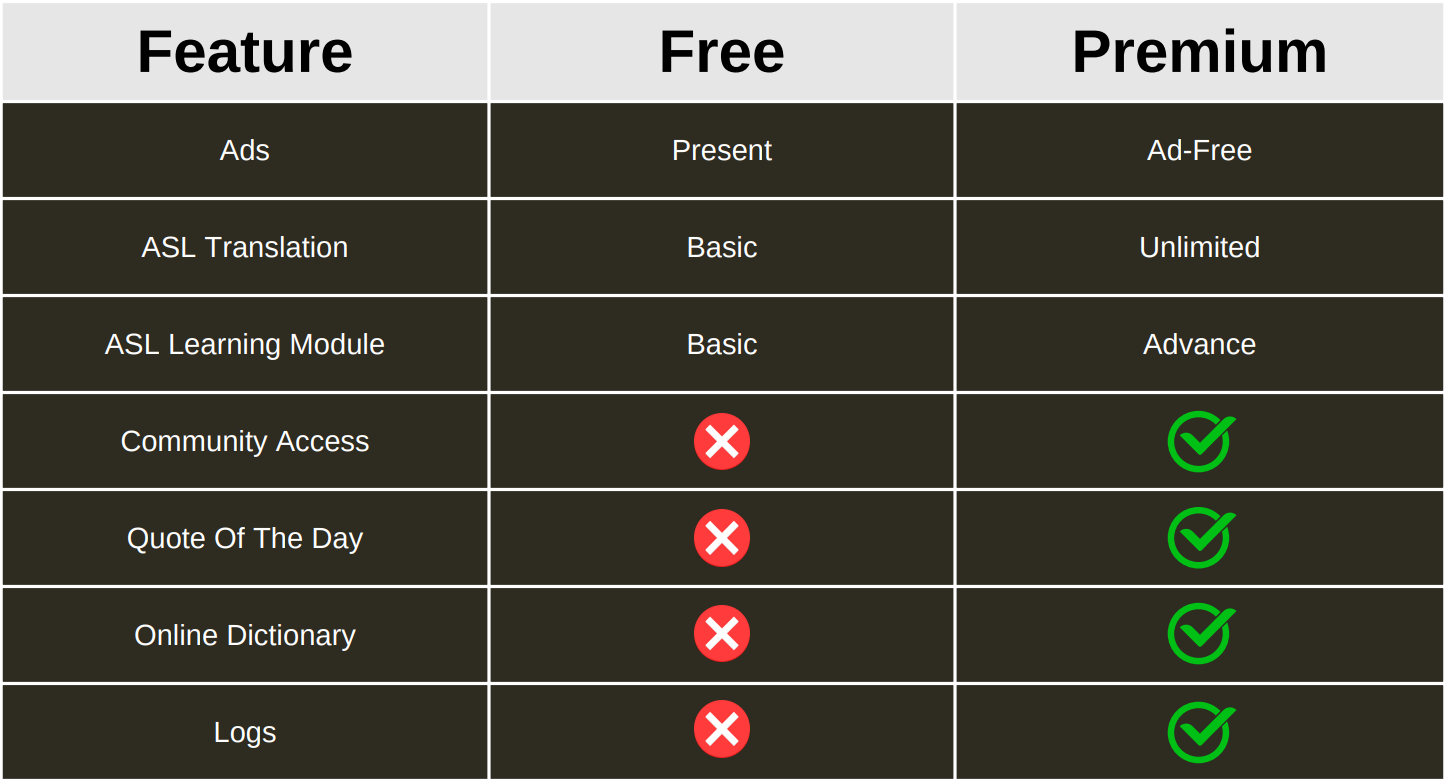 Feature Free Premium
Ads Present Ad-Free
ASL Translation Basic Unlimited
ASL Learning Module Basic Advance
Community Access
Quote Of The Day
Online Dictionary
Logs